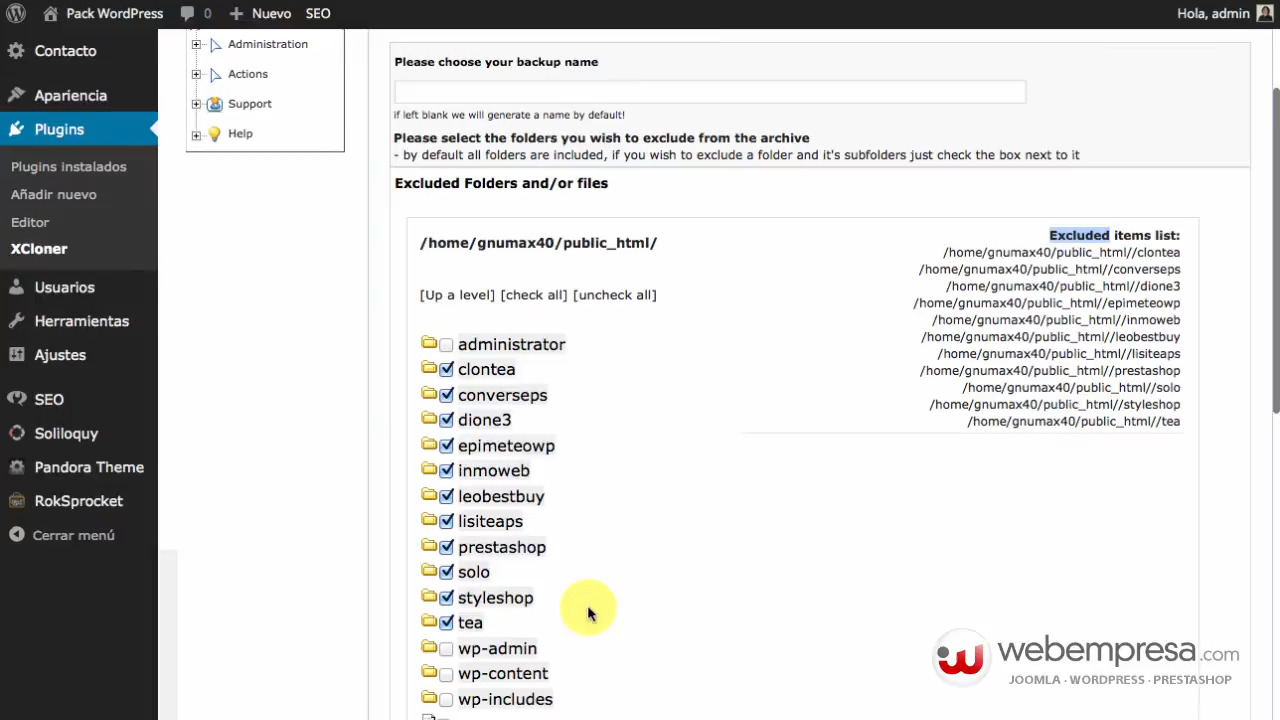 Pack WordPress 0 Nuevo SEO Hola, admin
Contacto
Apariencia
Plugins
Plugins instalados
Añadir nuevo
Editor
XCloner
Usuarios
Herramientas
Ajustes
SEO
Soliloquy
Pandora Theme
RokSprocket
Cerrar menú
Administration
Actions
Support
Help
Please choose your backup name
if left blank we will generate a name by default!
Please select the folders you wish to exclude from the archive
- by default all folders are included, if you wish to exclude a folder and it's subfolders just check the box next to it
Excluded Folders and/or files
/home/gnumax40/public_html/
[Up a level] [check all] [uncheck all]
administrator
clontea
converseps
dione3
epimeteowp
inmoweb
leobestbuy
lisiteaps
prestashop
solo
styleshop
tea
wp-admin
wp-content
wp-includes
Excluded items list:
/home/gnumax40/public_html//clontea
/home/gnumax40/public_html//converseps
/home/gnumax40/public_html//dione3
/home/gnumax40/public_html//epimeteowp
/home/gnumax40/public_html//inmoweb
/home/gnumax40/public_html//leobestbuy
/home/gnumax40/public_html//lisiteaps
/home/gnumax40/public_html//prestashop
/home/gnumax40/public_html//solo
/home/gnumax40/public_html//styleshop
/home/gnumax40/public_html//tea
webempresa.com
JOOMLA · WORDPRESS · PRESTASHOP